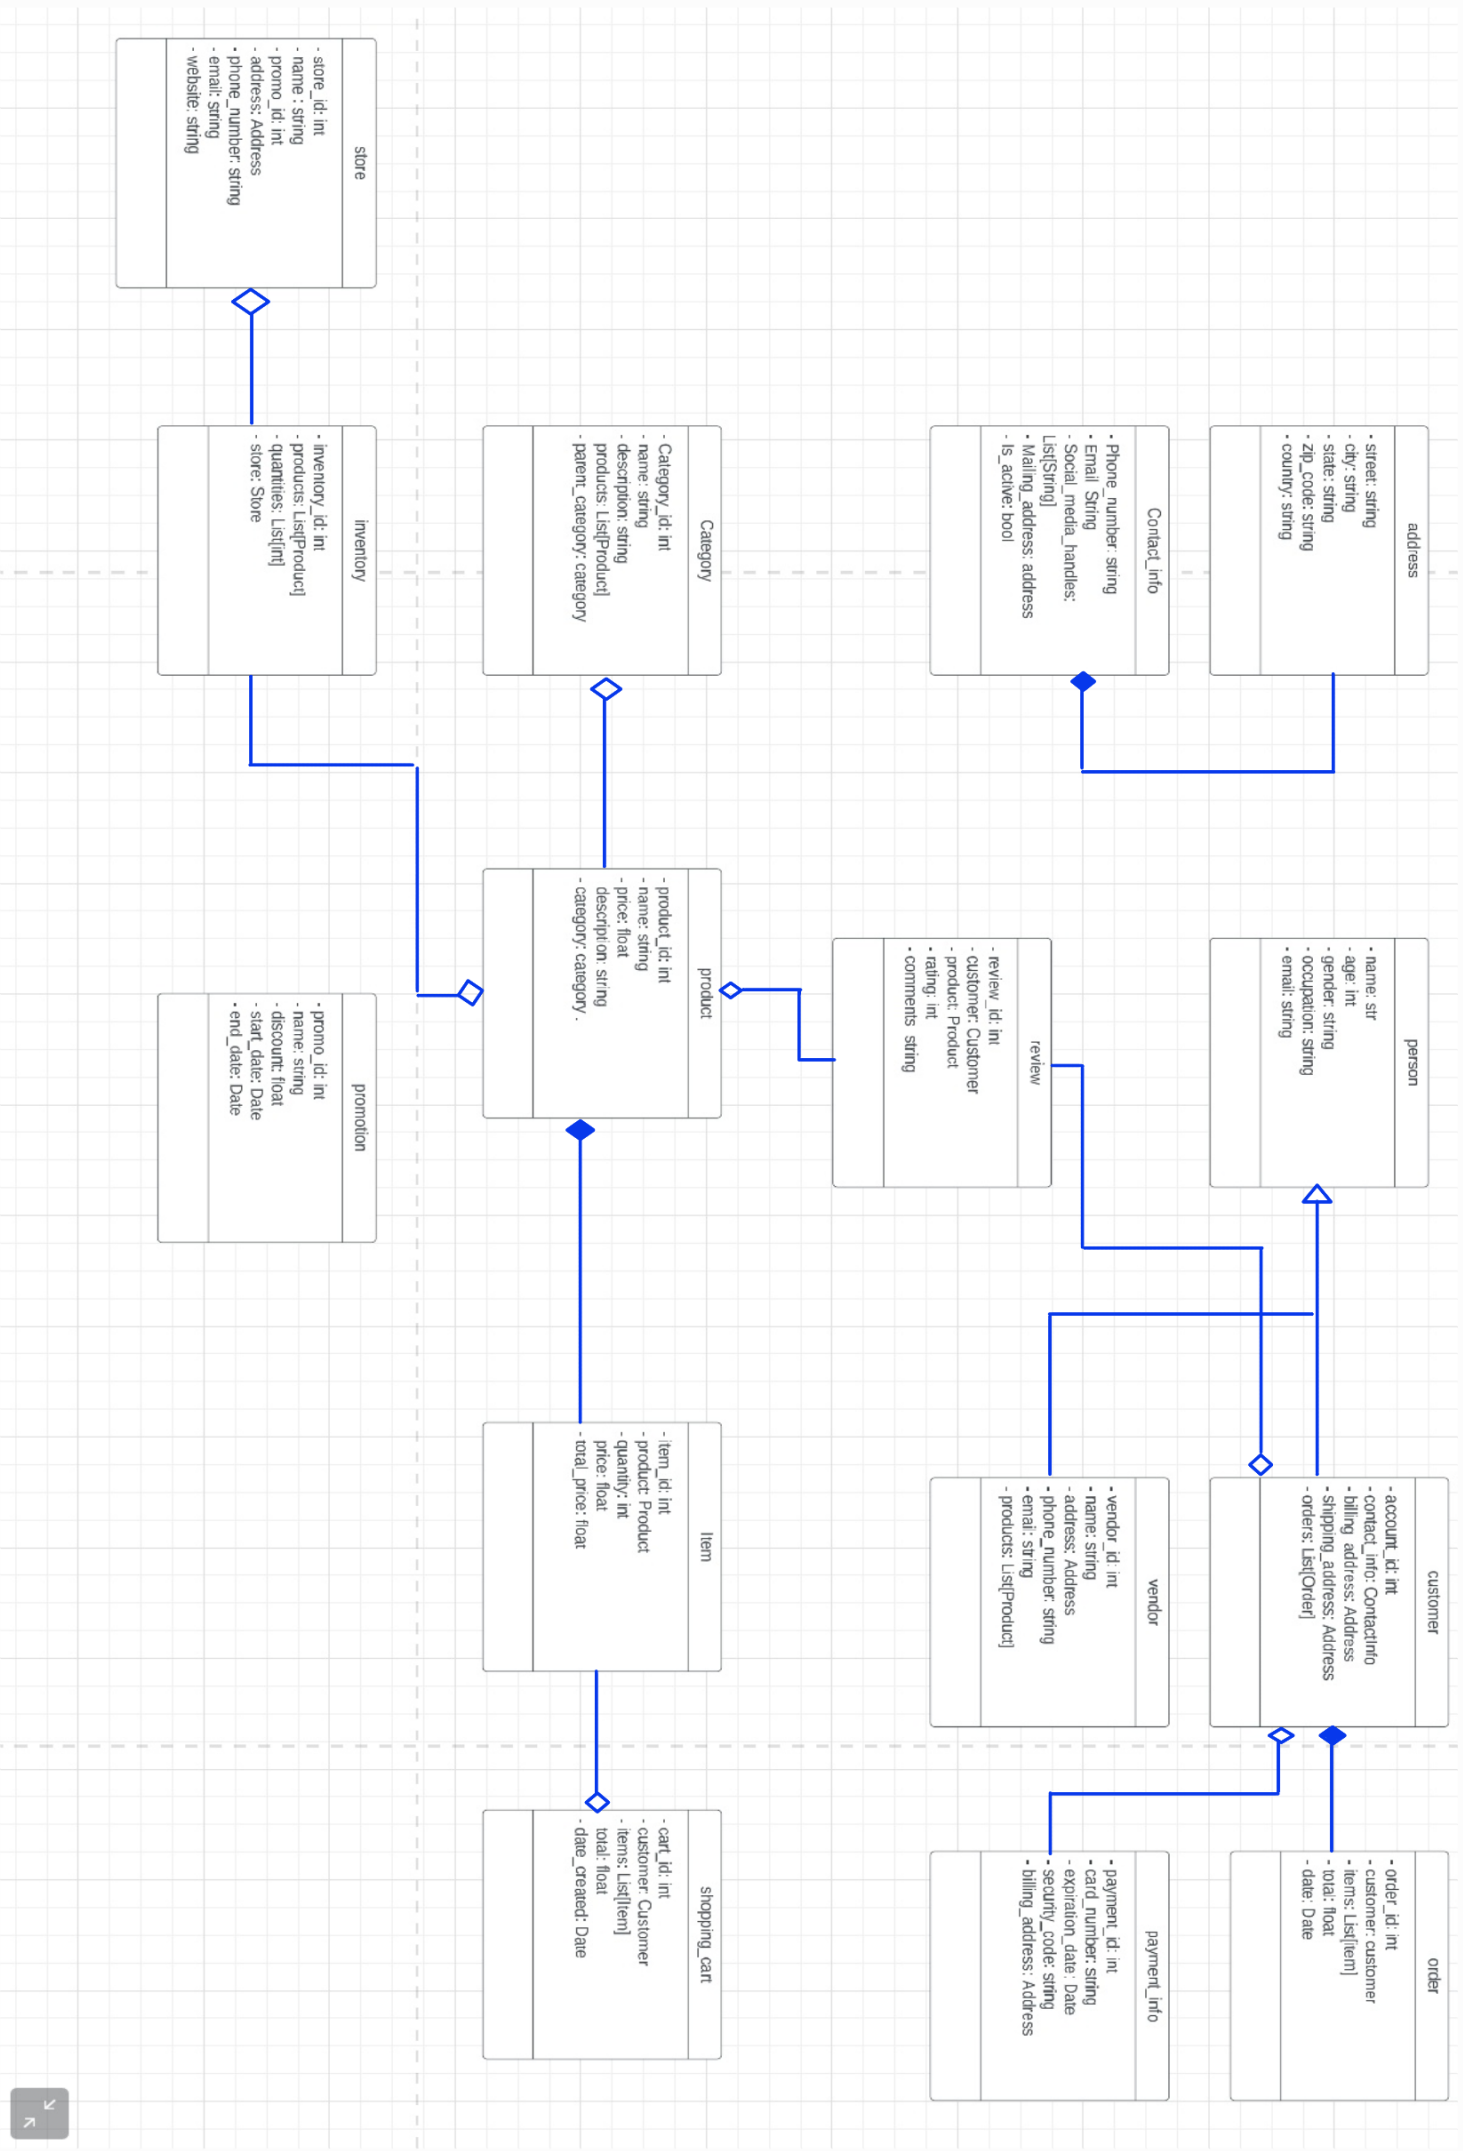 address
- street: string
- city: string
- state: string
- zip_code: string
- country: string
person
- name: str
- age: int
- gender: string
- occupation: string
- email: string
customer
- account_id: int
- contact_info: ContactInfo
- billing_address: Address
- shipping_address: Address
- orders: List[Order]
order
- order_id: int
- customer: customer
- items: List[item]
- total: float
- date: Date
Contact_info
- Phone_number: string
- Email String
- Social_media_handles:
List[String]
- Mailing_address: address
- Is_active: bool
review
- review_id: int
- customer: Customer
- product: Product
- rating: int
- comments string
vendor
- vendor_id: int
- name: string
- address: Address
- phone_number: string
- email: string
- products: List[Product]
payment_info
- payment_id: int
- card_number: string
- expiration_date: Date
- security_code: string
- billing_address: Address
Category
- Category_id: int
- name: string
- description: string
products: List[Product]
- parent_category: category
product
- product_id: int
- name: string
- price: float
description: string
- category: category .
Item
- item_id: int
- product: Product
- quantity: int
price: float
- total_price: float
shopping_cart
- cart_id: int
- customer: Customer
- items: List[Item]
total: float
- date_created: Date
store
- store_id: int
- name : string
- promo_id: int
- address: Address
- phone_number: string
- email: string
- website: string
inventory
- inventory_id: int
- products: List[Product]
- quantities: List[int]
- store: Store
promotion
- promo_id: int
- name: string
- discount: float
- start_date: Date
- end_date: Date